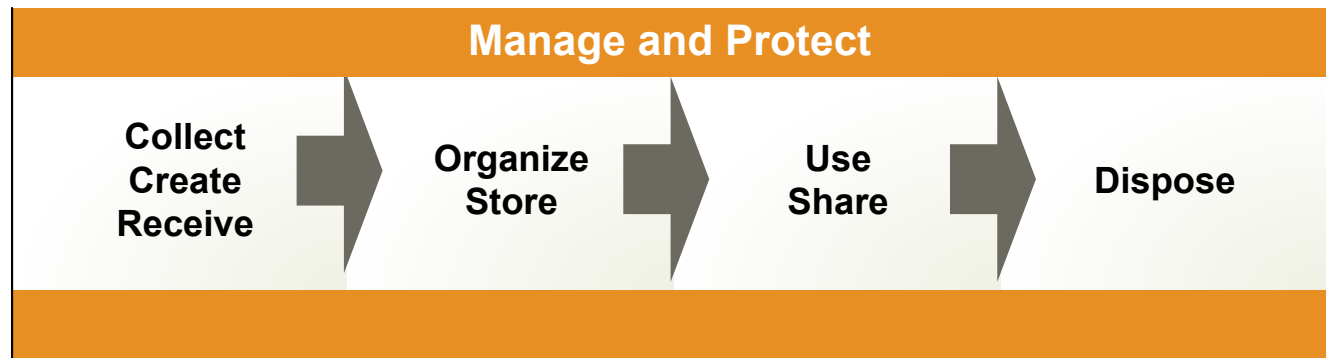 Manage and Protect
Collect
Create
Receive
Organize
Store
Use
Share
Dispose